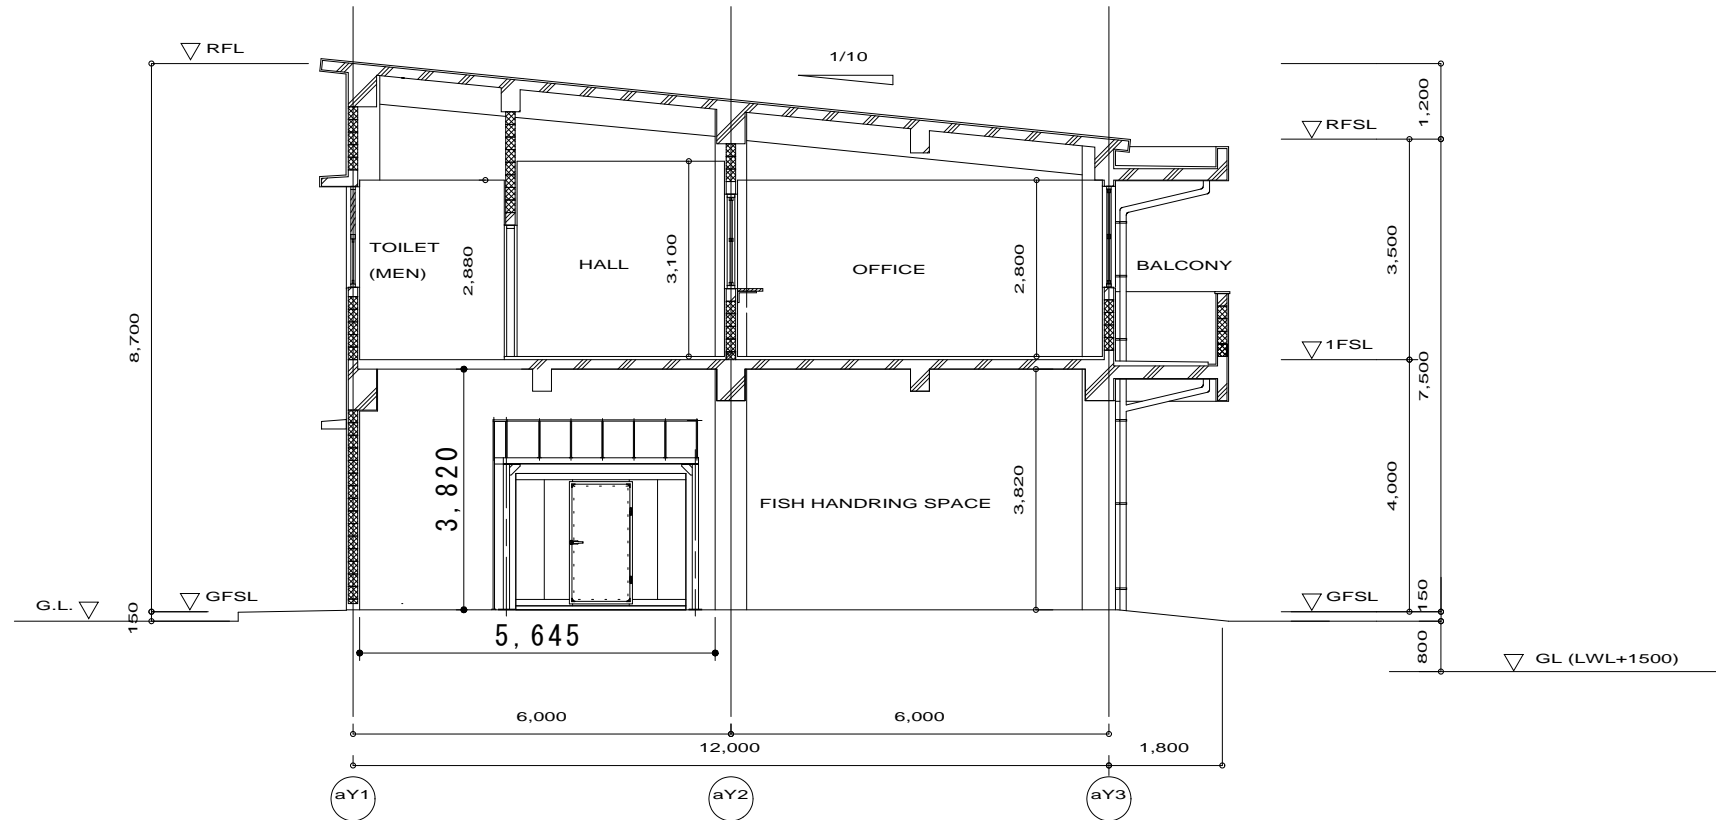 RFL
1/10
1,200
RFSL
TOILET
(MEN)
2,880
HALL
3,100
OFFICE
2,800
BALCONY
3,500
8,700
1FSL
7,500
3,820
FISH HANDRING SPACE
3,820
4,000
G.L.
GFSL
150
GFSL
150
5,645
800
GL (LWL+1500)
6,000
6,000
12,000
1,800
aY1
aY2
aY3